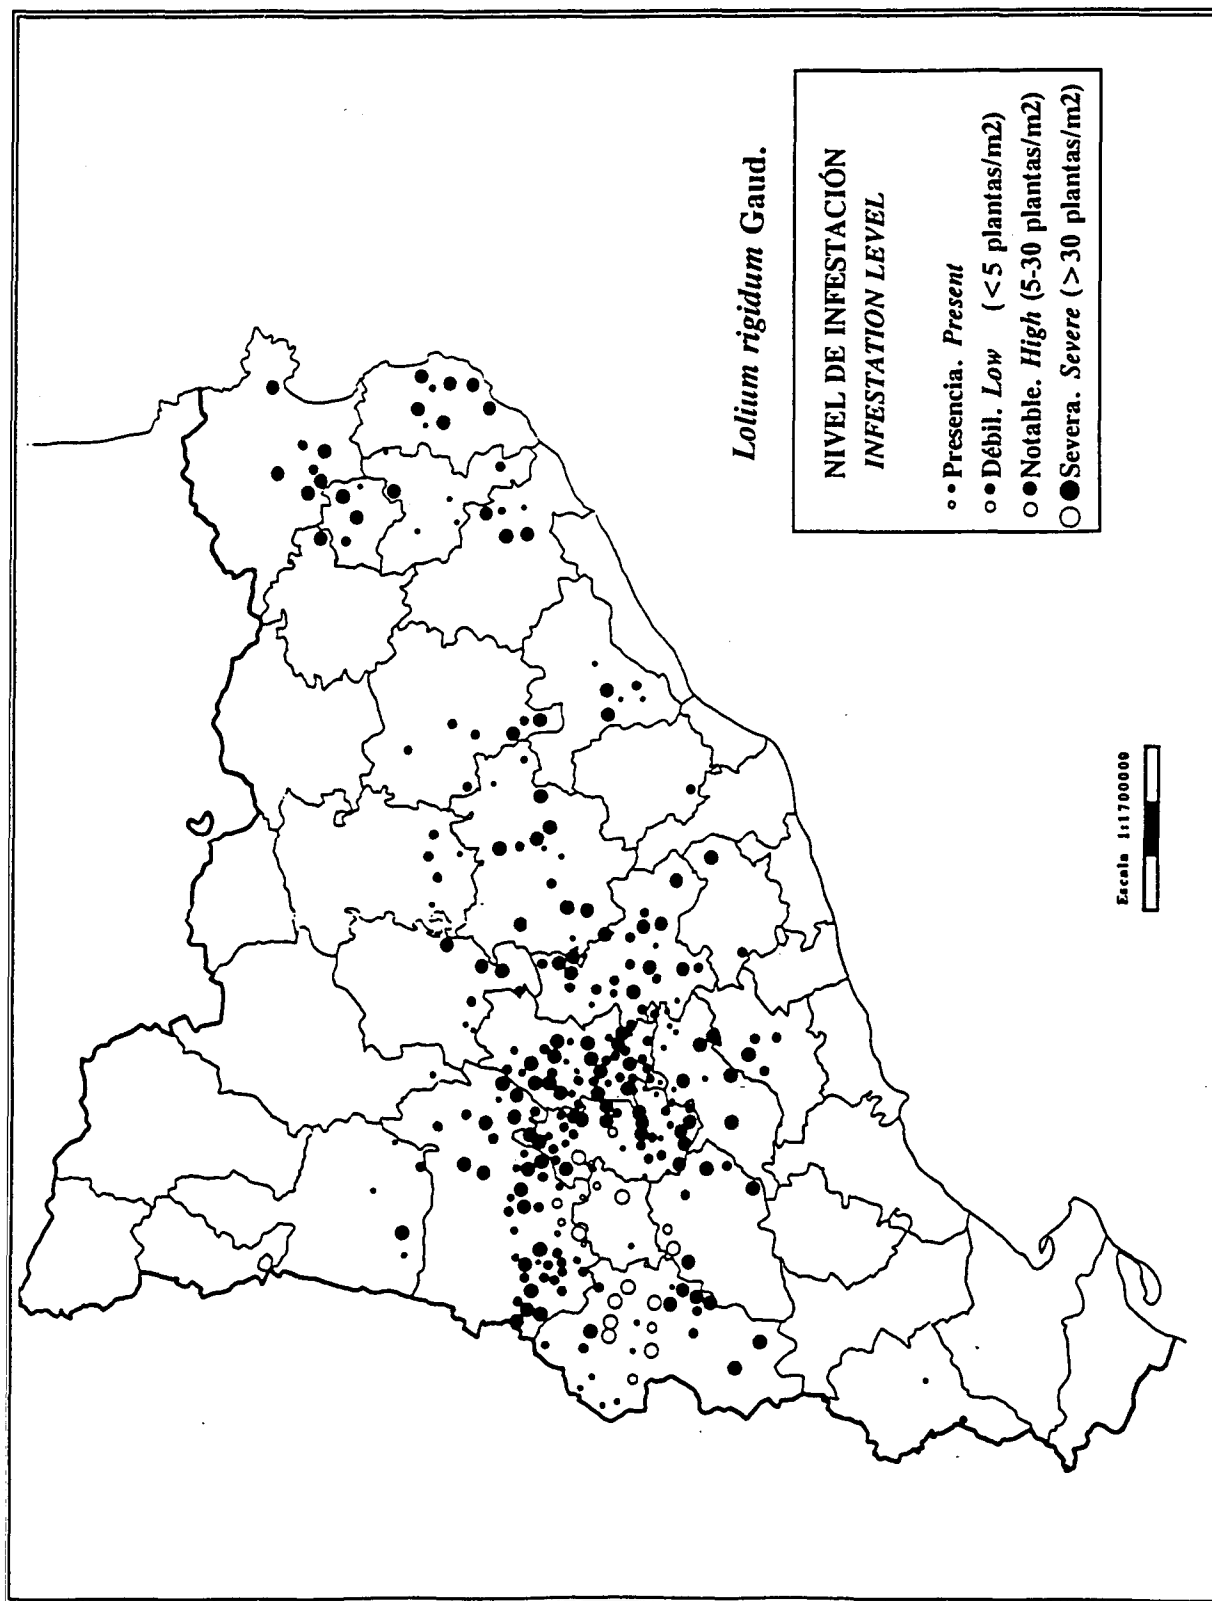 Lolium rigidum Gaud.
NIVEL DE INFESTACIÓN
INFESTATION LEVEL
Presencia. Present
Débil. Low (<5 plantas/m2)
Notable. High (5-30 plantas/m2)
Severa. Severe (>30 plantas/m2)
Escala 1:1700000